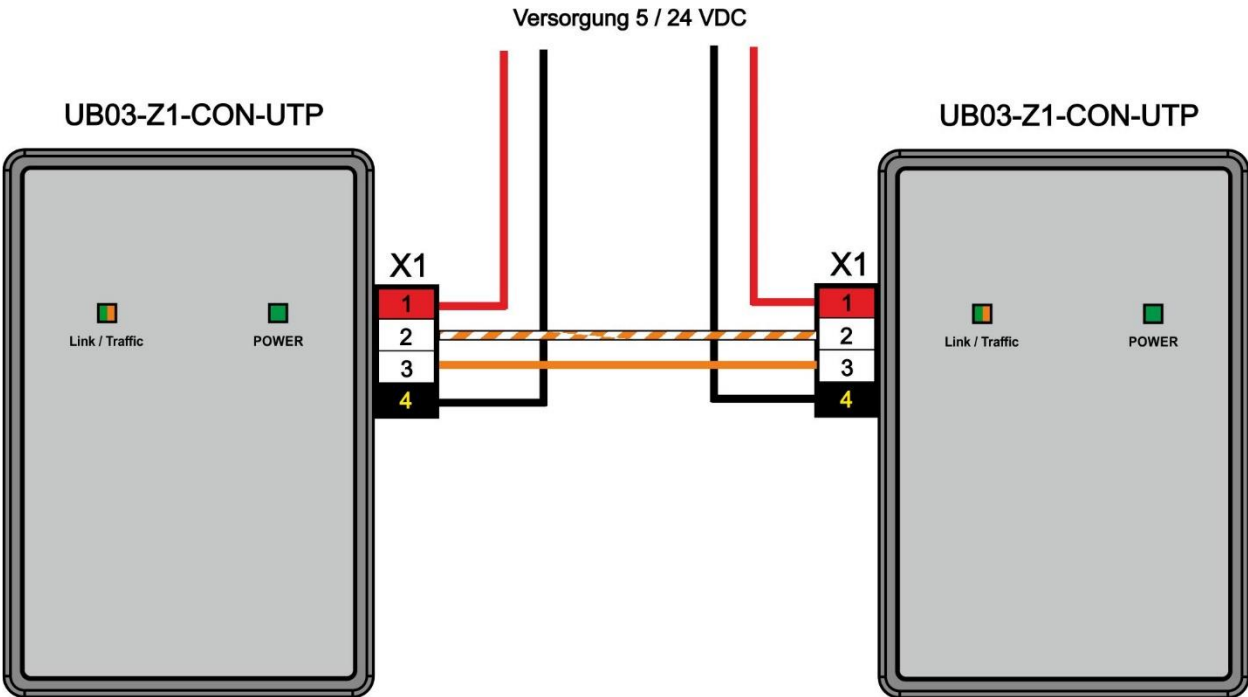 Versorgung 5 / 24 VDC
UB03-Z1-CON-UTP
UB03-Z1-CON-UTP
X1
X1
1
1
2
2
3
3
4
4
Link / Traffic
POWER
Link / Traffic
POWER